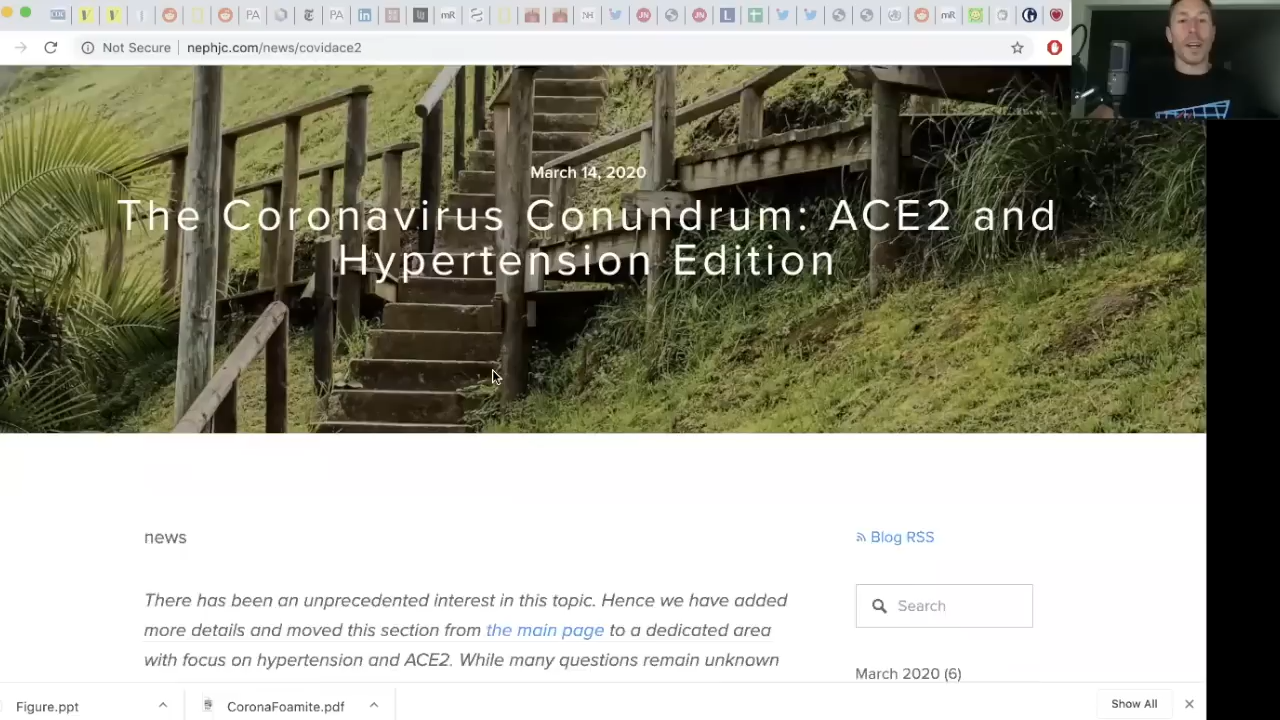 Not Secure
nephjc.com/news/covidace2
March 14, 2020
The Coronavirus Conundrum: ACE2 and
Hypertension Edition
news
Blog RSS
There has been an unprecedented interest in this topic. Hence we have added
more details and moved this section from the main page to a dedicated area
with focus on hypertension and ACE2. While many questions remain unknown
Search
March 2020 (6)
Figure.ppt
CoronaFoamite.pdf
Show All